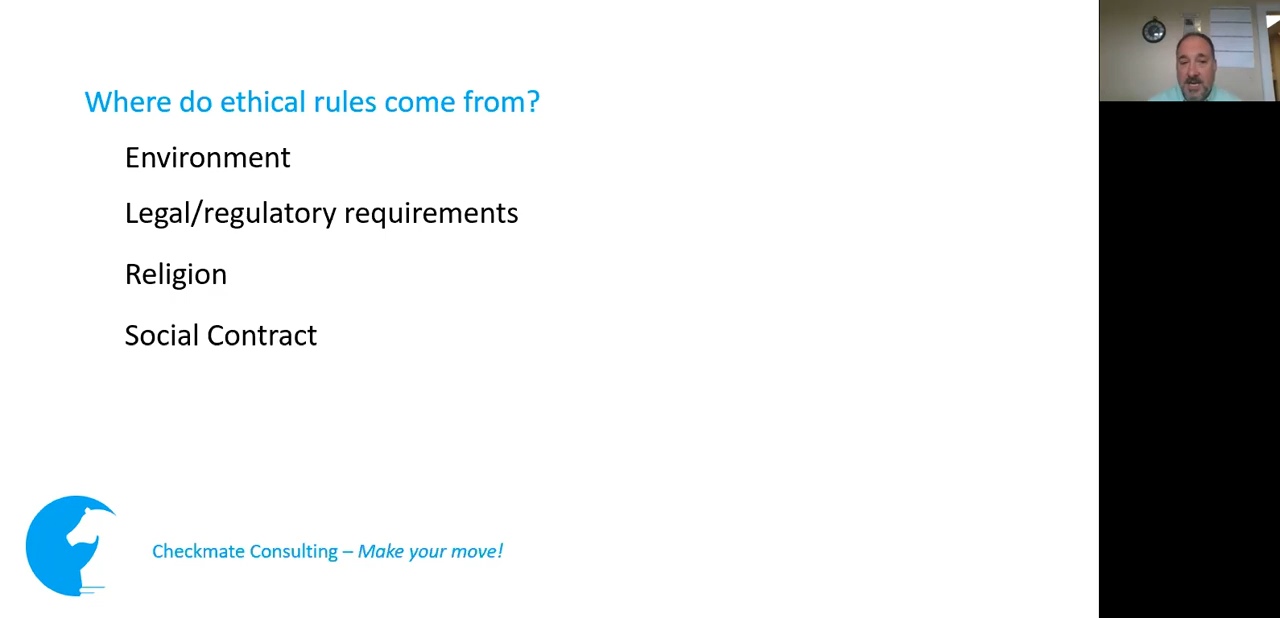 Where do ethical rules come from?
Environment
Legal/regulatory requirements
Religion
Social Contract
Checkmate Consulting – Make your move!